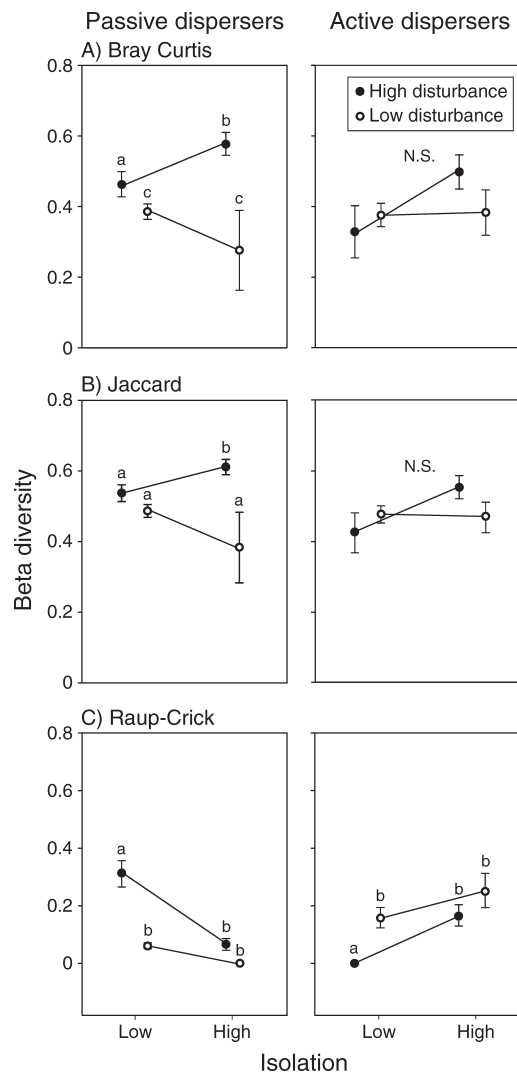 Passive dispersers
Active dispersers
A) Bray Curtis
0.8
0.6
0.4
0.2
0
a
b
c
c
High disturbance
Low disturbance
N.S.
B) Jaccard
0.8
0.6
0.4
0.2
0
a
b
a
a
N.S.
Beta diversity
C) Raup-Crick
0.8
0.6
0.4
0.2
0
a
b
b
b
a
b
b
b
Low
High
Low
High
Isolation